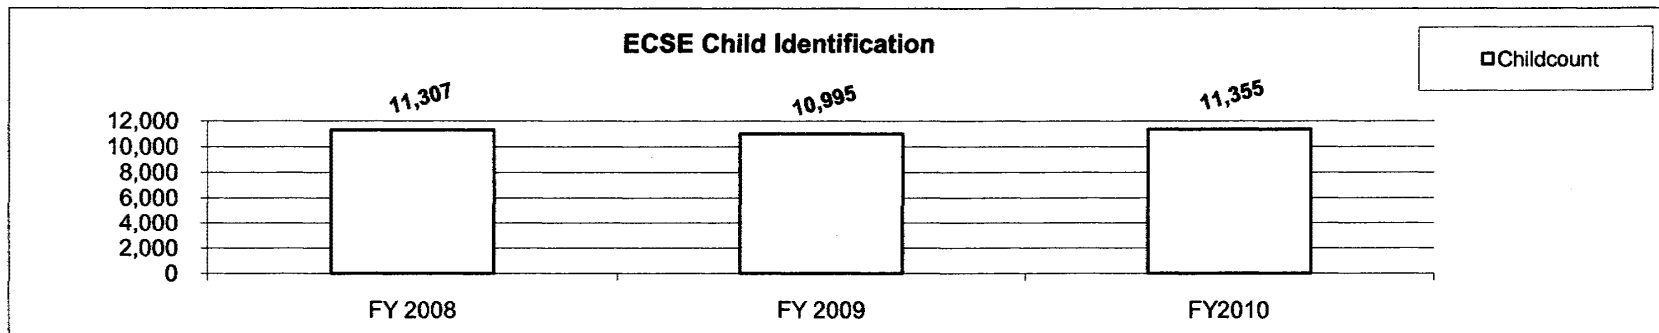 ECSE Child Identification
Childcount
11,307
10,995
11,355
12,000
10,000
8,000
6,000
4,000
2,000
0
FY 2008
FY 2009
FY2010